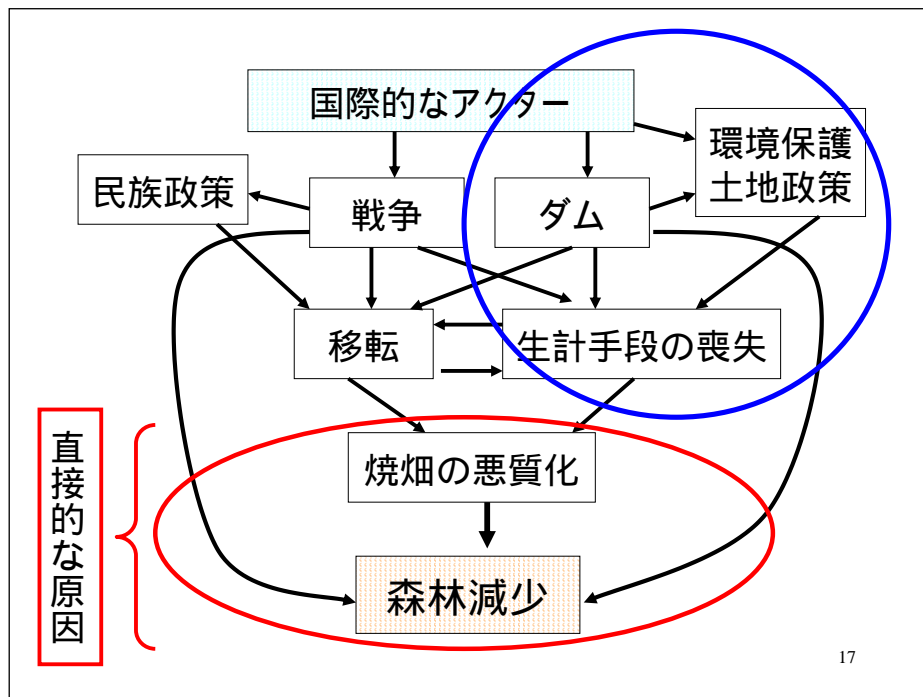 国際的なアクター
環境保護
土地政策
民族政策
戦争
ダム
移転
生計手段の喪失
直接的な原因
焼畑の悪質化
森林減少
17